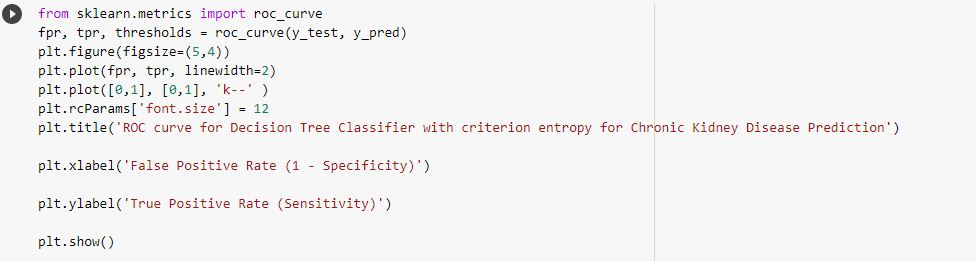 from sklearn.metrics import roc_curve
fpr, tpr, thresholds = roc_curve(y_test, y_pred)
plt.figure(figsize=(5,4))
plt.plot(fpr, tpr, linewidth=2)
plt.plot([0,1], [0,1], 'k--' )
plt.rcParams['font.size'] = 12
plt.title('ROC curve for Decision Tree Classifier with criterion entropy for Chronic Kidney Disease Prediction')
plt.xlabel('False Positive Rate (1 - Specificity)')
plt.ylabel('True Positive Rate (Sensitivity)')
plt.show()